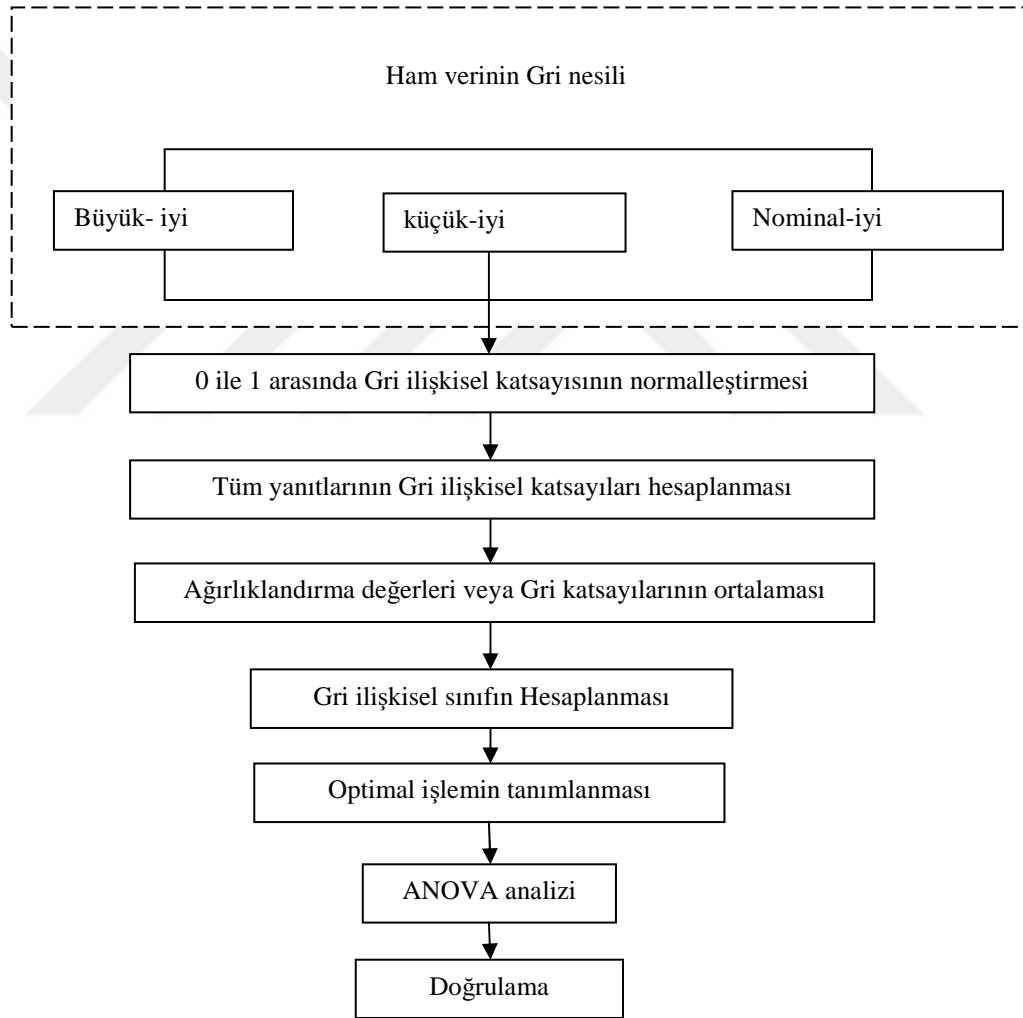 Ham verinin Gri nesili
Büyük- iyi
küçük-iyi
Nominal-iyi
0 ile 1 arasında Gri ilişkisel katsayısının normalleştirmesi
Tüm yanıtlarının Gri ilişkisel katsayıları hesaplanması
Ağırlıklandırma değerleri veya Gri katsayılarının ortalaması
Gri ilişkisel sınıfın Hesaplanması
Optimal işlemin tanımlanması
ANOVA analizi
Doğrulama